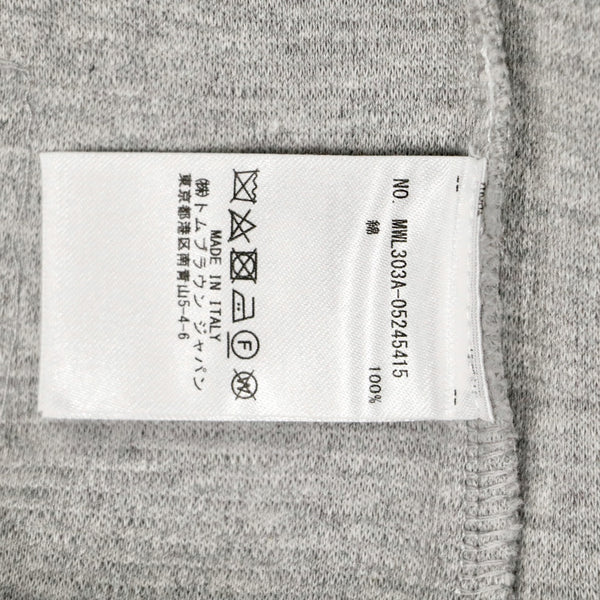 NO. MWL303A-05245415
綿 100%
F W
MADE IN ITALY
㈱トムブラウン ジャパン
東京都港区南青山5-4-6